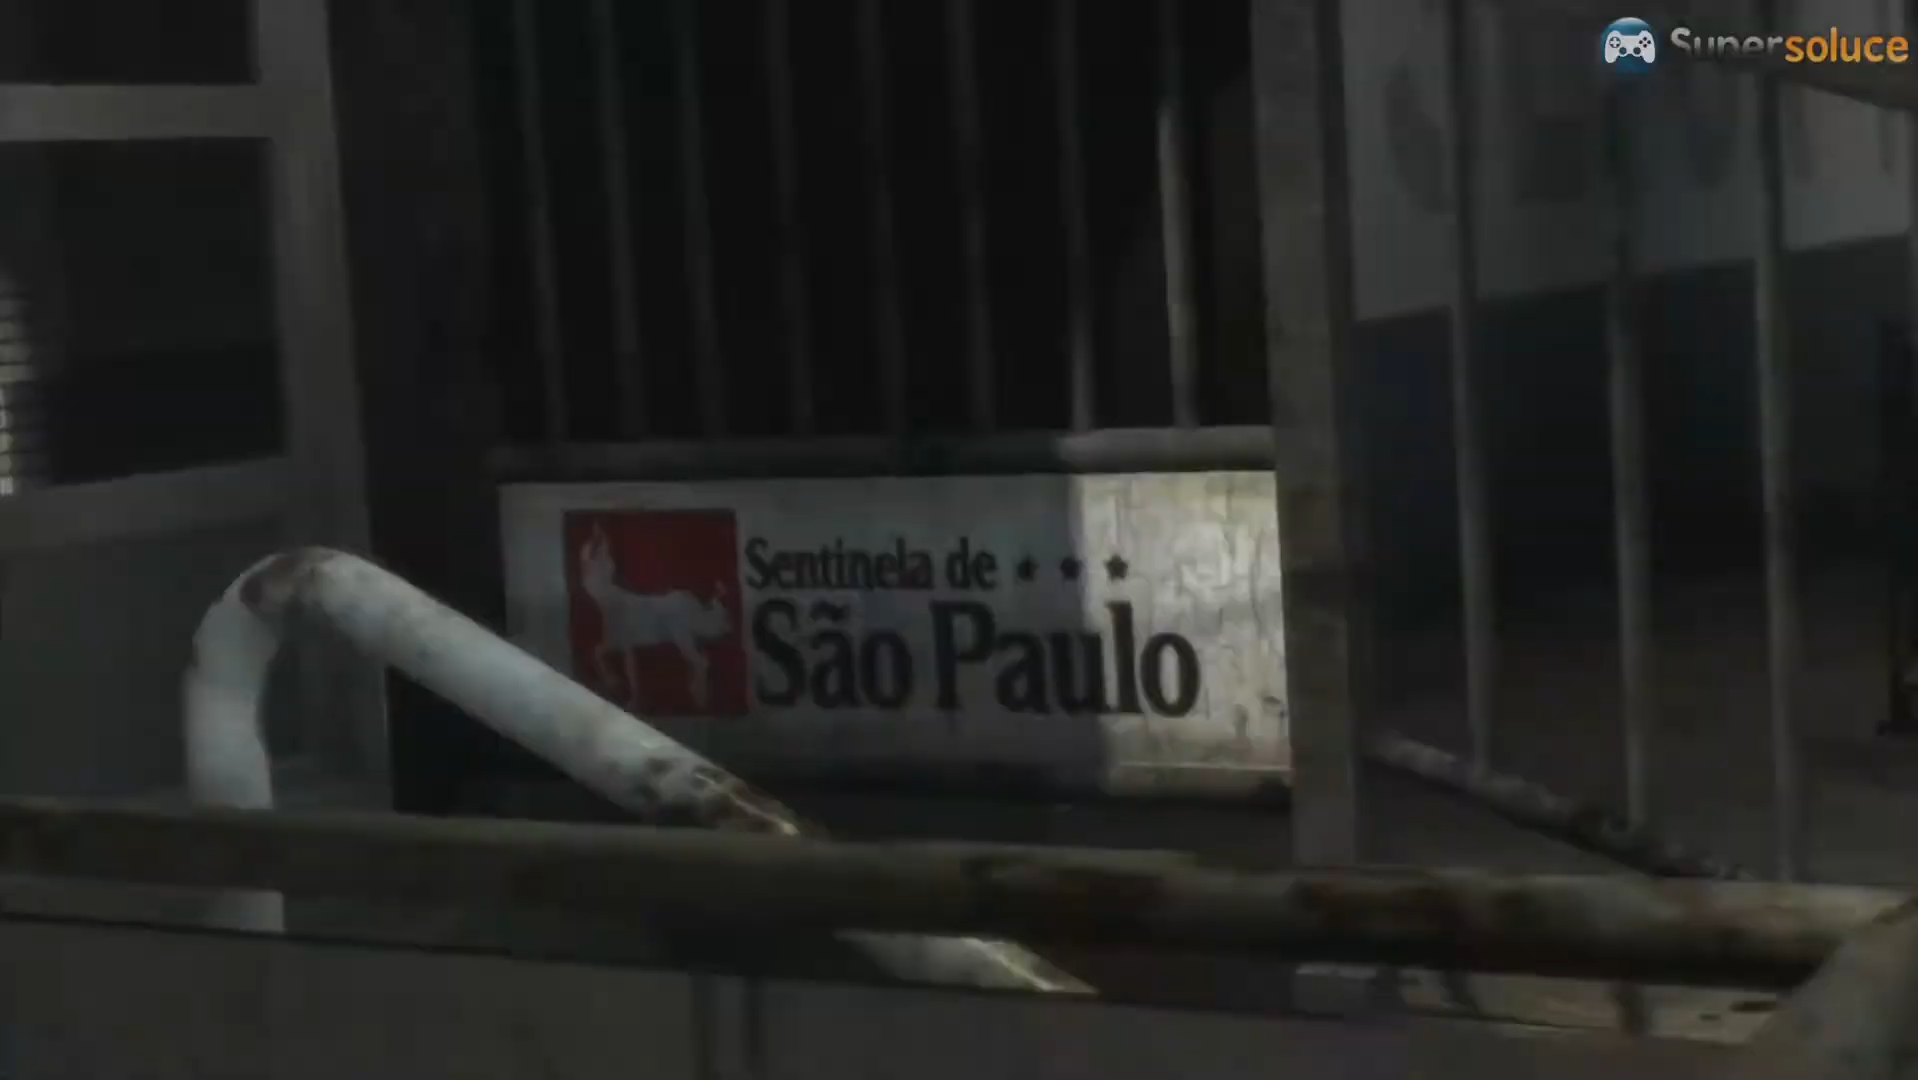 Supersoluce
Sentinela de ★ ★ ★
São Paulo